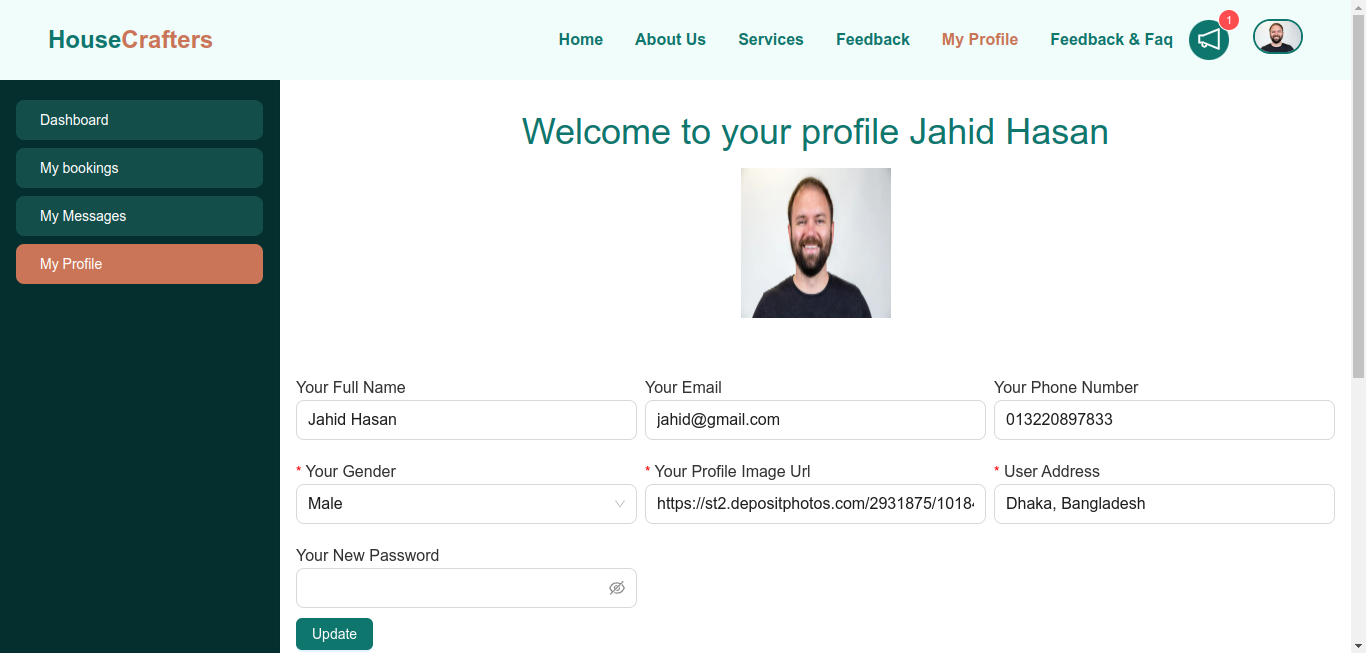 HouseCrafters
Home About Us Services Feedback My Profile Feedback & Faq 1
Dashboard
My bookings
My Messages
My Profile
Welcome to your profile Jahid Hasan
Your Full Name Your Email Your Phone Number
Jahid Hasan jahid@gmail.com 013220897833
* Your Gender * Your Profile Image Url * User Address
Male https://st2.depositphotos.com/2931875/10184 Dhaka, Bangladesh
Your New Password
Update